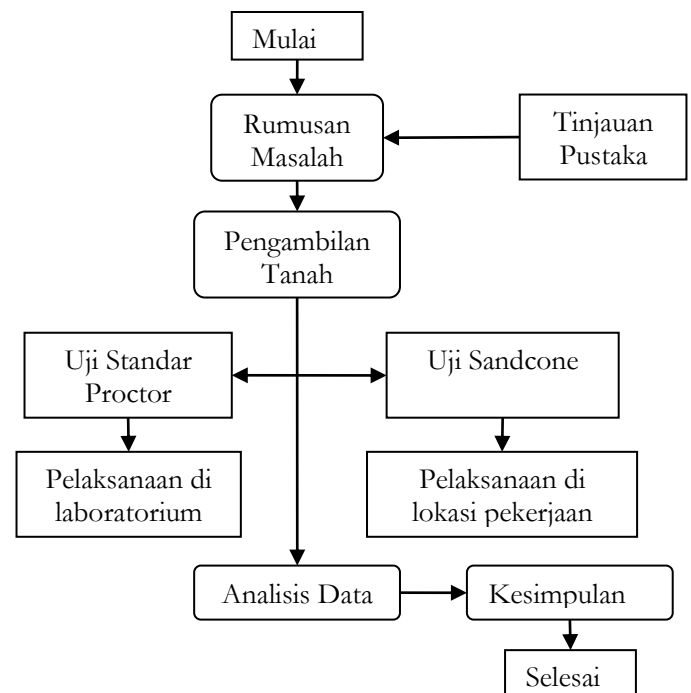 Mulai
Rumusan
Masalah
Tinjauan
Pustaka
Pengambilan
Tanah
Uji Standar
Proctor
Uji Sandcone
Pelaksanaan di
laboratorium
Pelaksanaan di
lokasi pekerjaan
Analisis Data
Kesimpulan
Selesai